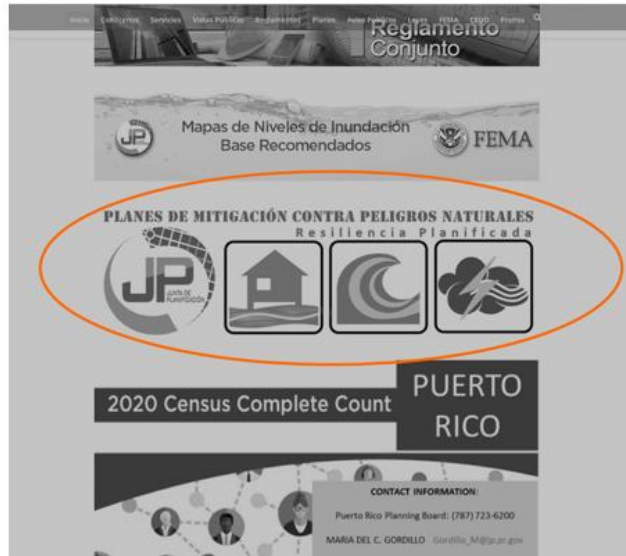 Inicio Conócenos Servicios Vistas Públicas Reglamentos Planes Aviso Públicos Leyes FEMA CEDD Prensa
Reglamento
Conjunto
JP
Mapas de Niveles de Inundación
Base Recomendados
FEMA
PLANES DE MITIGACIÓN CONTRA PELIGROS NATURALES
Resiliencia Planificada
JP
JUNTA DE
PLANIFICACIÓN
2020 Census Complete Count
PUERTO
RICO
CONTACT INFORMATION:
Puerto Rico Planning Board: (787) 723-6200
MARIA DEL C. GORDILLO Gordillo_M@jp.pr.gov